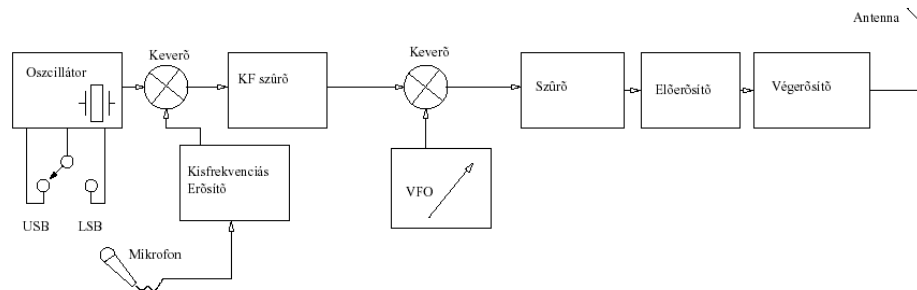 Antenna
Keverõ
Keverõ
Oszcillátor
KF szûrõ
Szûrõ
Elõerõsítõ
Végerõsítõ
Kisfrekvenciás
Erõsítõ
VFO
USB
LSB
Mikrofon